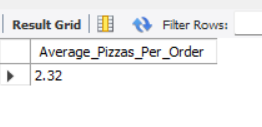 Result Grid Filter Rows:
Average_Pizzas_Per_Order
2.32